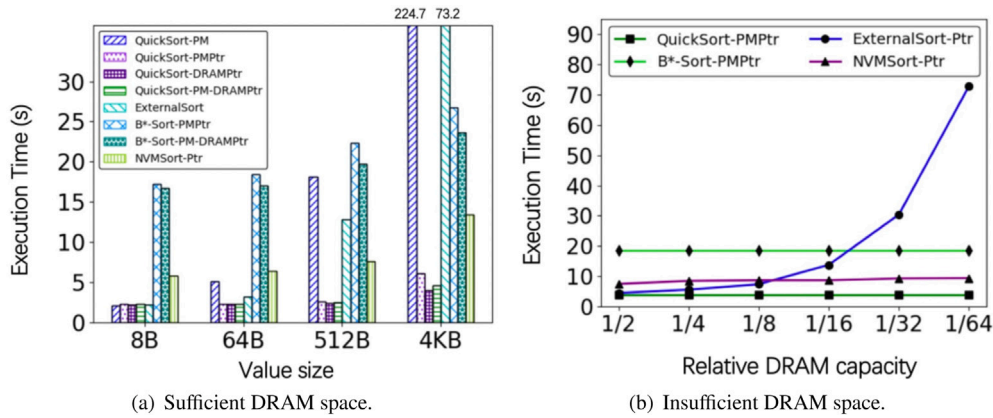 224.7 73.2
QuickSort-PM
QuickSort-PMPtr
QuickSort-DRAMPtr
QuickSort-PM-DRAMPtr
ExternalSort
B*-Sort-PMPtr
B*-Sort-PM-DRAMPtr
NVMSort-Ptr
Execution Time (s)
30
25
20
15
10
5
0
8B 64B 512B 4KB
Value size
(a) Sufficient DRAM space.
QuickSort-PMPtr ExternalSort-Ptr
B*-Sort-PMPtr NVMSort-Ptr
Execution Time (s)
90
80
70
60
50
40
30
20
10
0
1/2 1/4 1/8 1/16 1/32 1/64
Relative DRAM capacity
(b) Insufficient DRAM space.